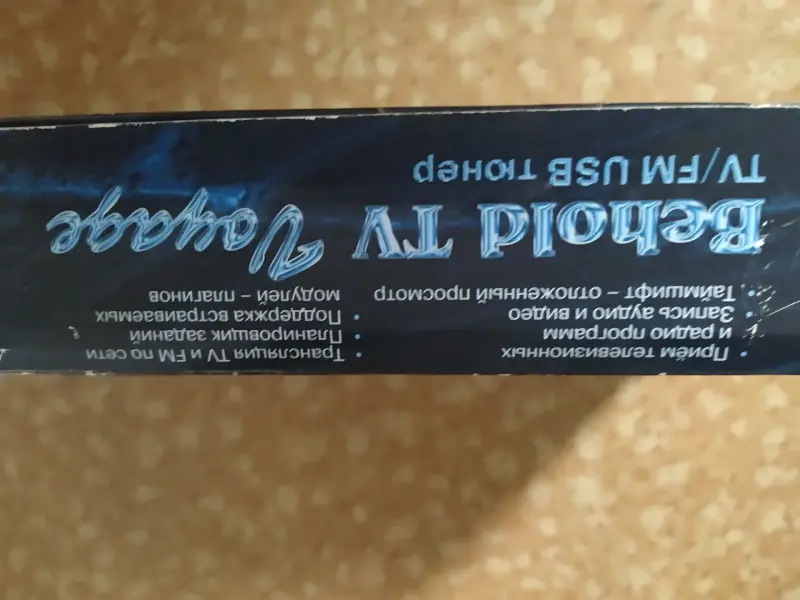 • Приём телевизионных
и радио программ
• Запись аудио и видео
• Таймшифт – отложенный просмотр
• Трансляция TV и FM по сети
• Планировщик заданий
• Поддержка встраиваемых
модулей – плагинов
Behold TV Voyage
TV/FM USB тюнер